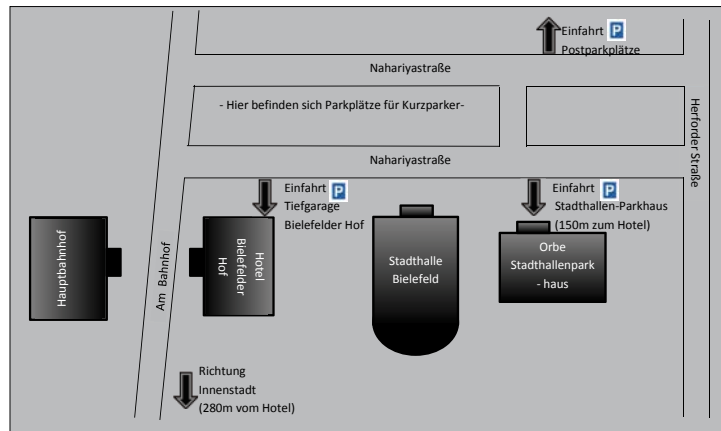 Einfahrt P
Postparkplätze
Nahariyastraße
- Hier befinden sich Parkplätze für Kurzparker-
Herforder Straße
Nahariyastraße
Einfahrt P
Tiefgarage
Bielefelder Hof
Einfahrt P
Stadthallen-Parkhaus
(150m zum Hotel)
Hauptbahnhof
Am Bahnhof
Hotel
Bielefelder
Hof
Stadthalle
Bielefeld
Orbe
Stadthallenpark
- haus
Richtung
Innenstadt
(280m vom Hotel)